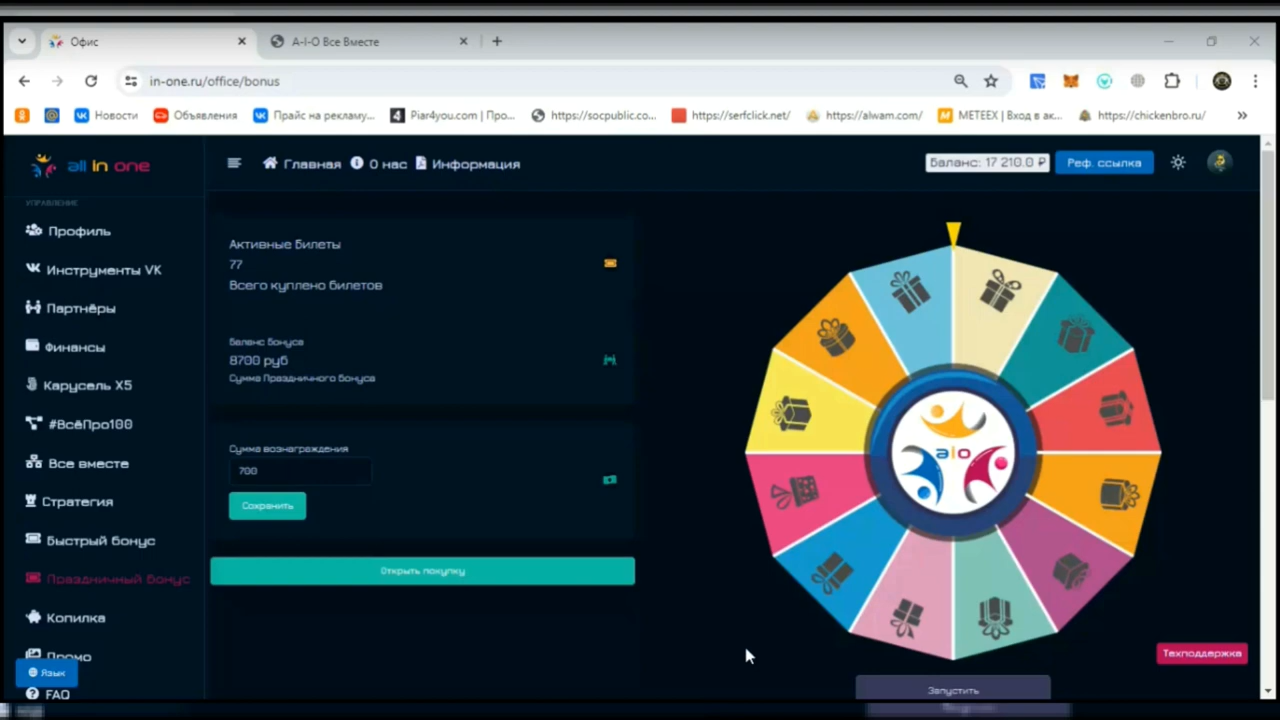 Офис
A-I-O Все Вместе
in-one.ru/office/bonus
Новости
Объявления
Прайс на рекламу...
4 Piar4you.com | Про...
https://socpublic.co...
https://serfclick.net/
https://alwam.com/
METEEX | Вход в ак...
https://chickenbro.ru/
all in one
Главная
О нас
Информация
Баланс: 17 210.0 ₽
Реф. ссылка
УПРАВЛЕНИЕ
Профиль
Инструменты VK
Партнёры
Финансы
Карусель X5
#ВсёПро100
Все вместе
Стратегия
Быстрый бонус
Праздничный бонус
Копилка
Промо
Язык
FAQ
Активные билеты
77
Всего куплено билетов
Баланс бонуса
8700 руб
Сумма Праздничного бонуса
Сумма вознаграждения
700
Сохранить
Открыть покупку
aio
Техподдержка
Запустить